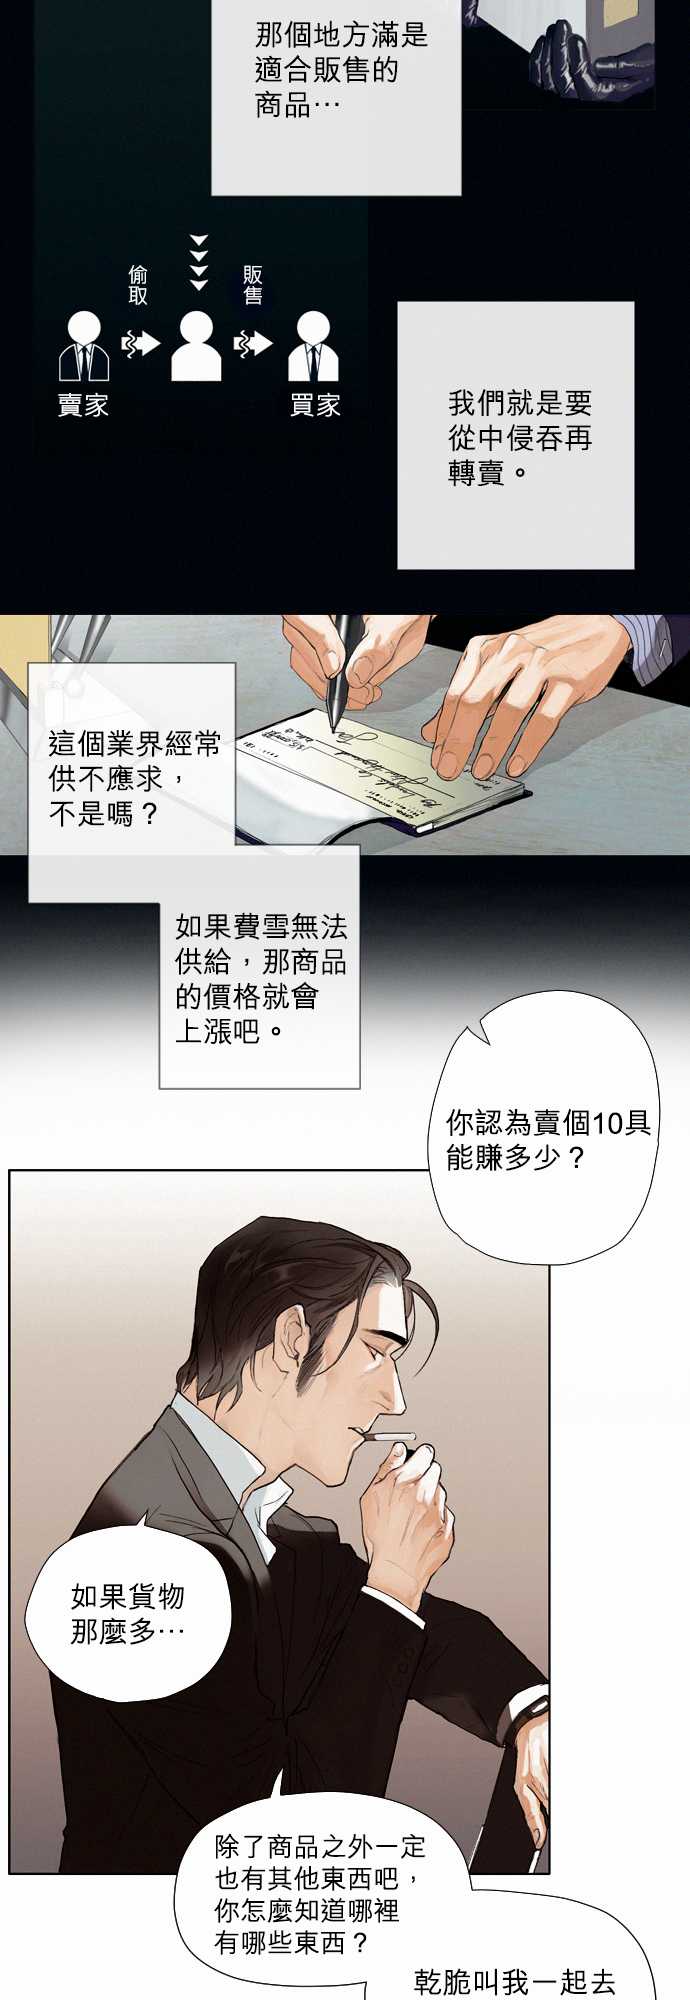 那個地方滿是
適合販售的
商品⋯
偷取
販售
賣家
買家
我們就是要
從中侵吞再
轉賣。
這個業界經常
供不應求，
不是嗎？
如果費雪無法
供給，那商品
的價格就會
上漲吧。
你認為賣個10具
能賺多少？
如果貨物
那麼多⋯
除了商品之外一定
也有其他東西吧，
你怎麼知道哪裡
有哪些東西？
乾脆叫我一起去